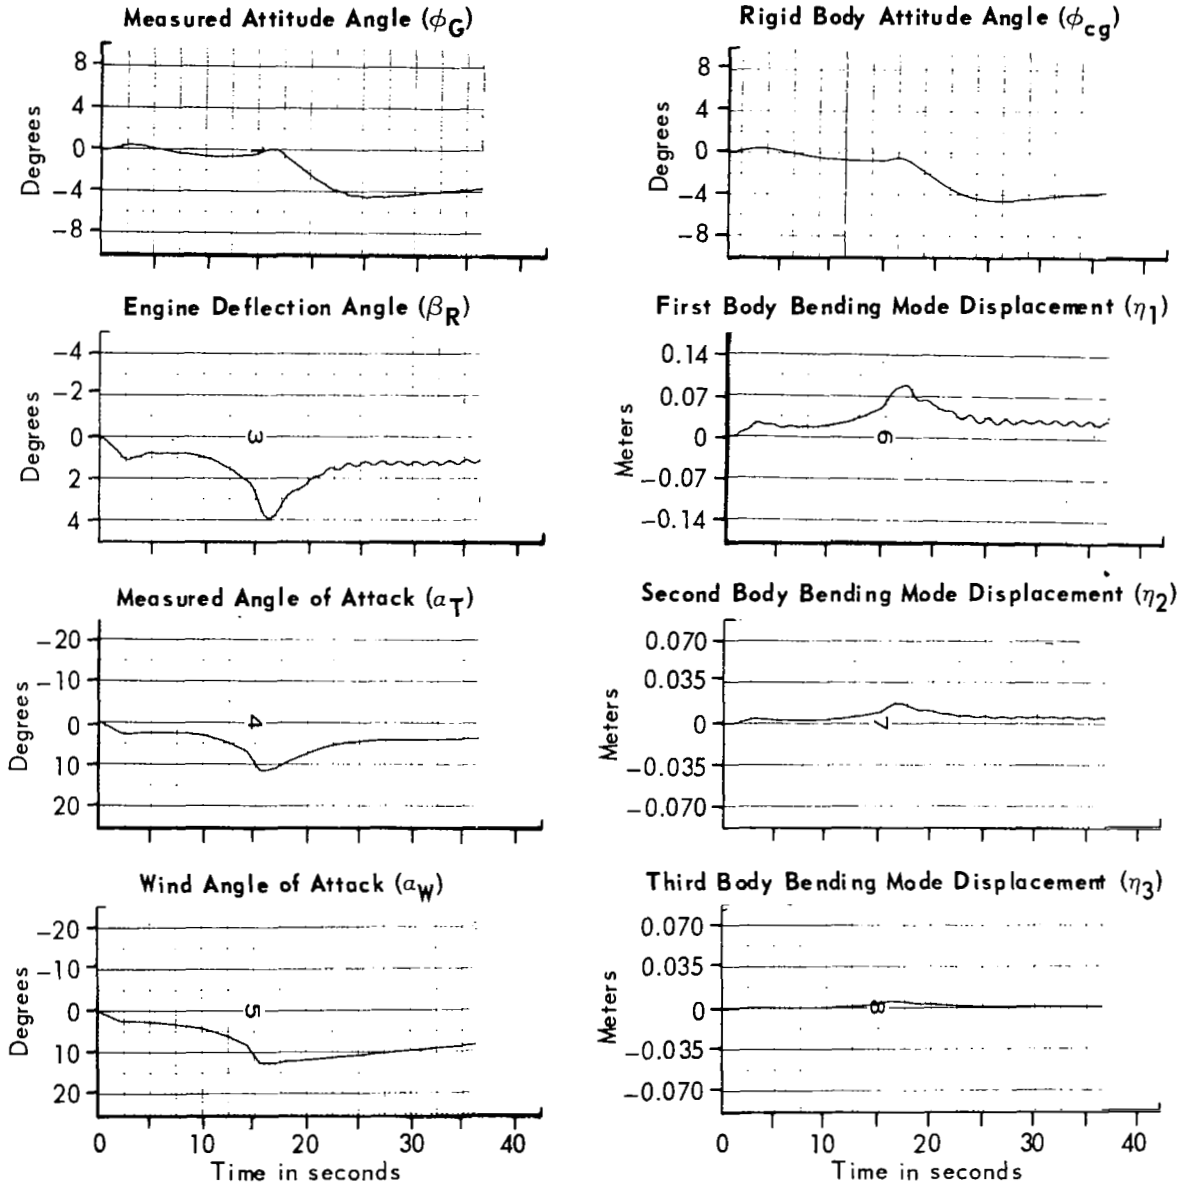 Measured Attitude Angle (ϕG)
Degrees
8
4
0
−4
−8
Rigid Body Attitude Angle (ϕcg)
Degrees
8
4
0
−4
−8
Engine Deflection Angle (βR)
Degrees
−4
−2
0
2
4
3
First Body Bending Mode Displacement (η1)
Meters
0.14
0.07
0
−0.07
−0.14
6
Measured Angle of Attack (αT)
Degrees
−20
−10
0
10
20
4
Second Body Bending Mode Displacement (η2)
Meters
0.070
0.035
0
−0.035
−0.070
7
Wind Angle of Attack (αW)
Degrees
−20
−10
0
10
20
5
0 10 20 30 40
Time in seconds
Third Body Bending Mode Displacement (η3)
Meters
0.070
0.035
0
−0.035
−0.070
8
0 10 20 30 40
Time in seconds